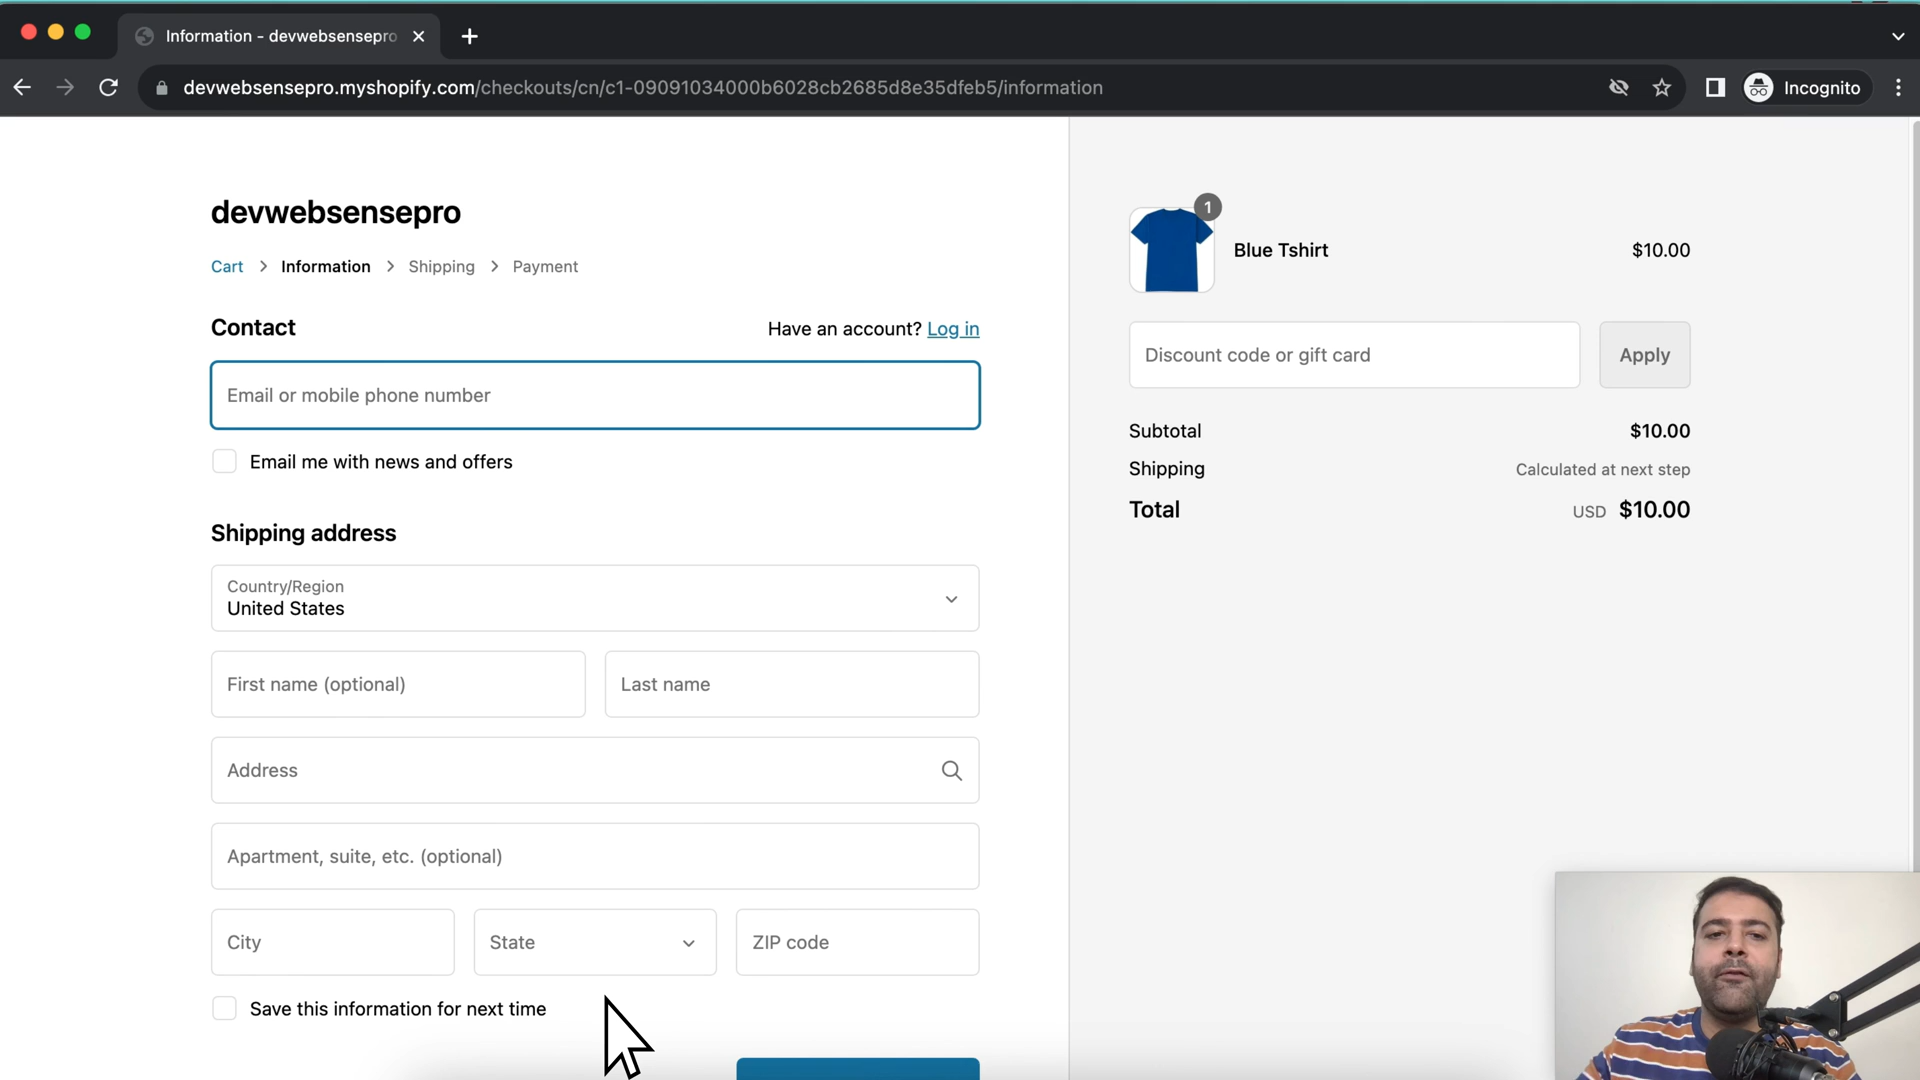 Information - devwebsensepro
devwebsensepro.myshopify.com/checkouts/cn/c1-09091034000b6028cb2685d8e35dfeb5/information
Incognito
devwebsensepro
Cart > Information > Shipping > Payment
Contact
Have an account? Log in
Email or mobile phone number
Email me with news and offers
Shipping address
Country/Region
United States
First name (optional)
Last name
Address
Apartment, suite, etc. (optional)
City
State
ZIP code
Save this information for next time
1
Blue Tshirt
$10.00
Discount code or gift card
Apply
Subtotal
$10.00
Shipping
Calculated at next step
Total
USD $10.00